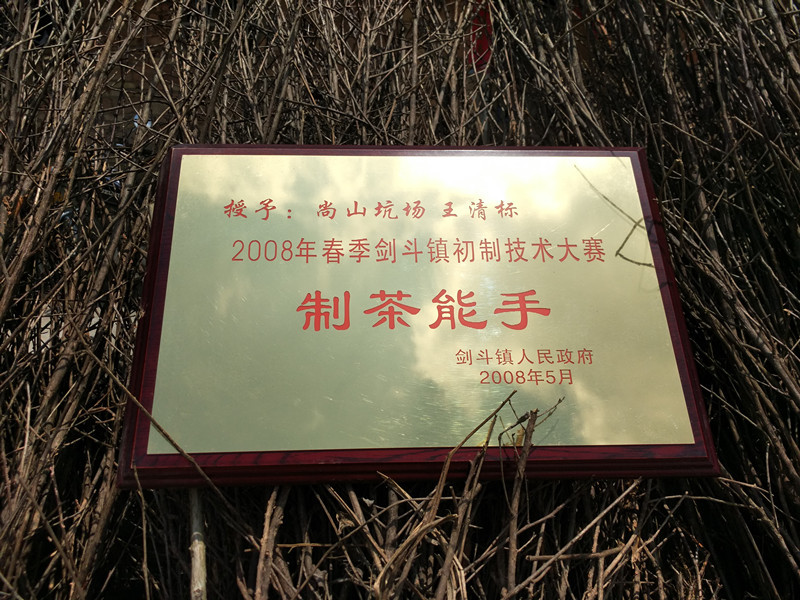 授予：尚山坑场王清标
2008年春季剑斗镇初制技术大赛
制茶能手
剑斗镇人民政府
2008年5月